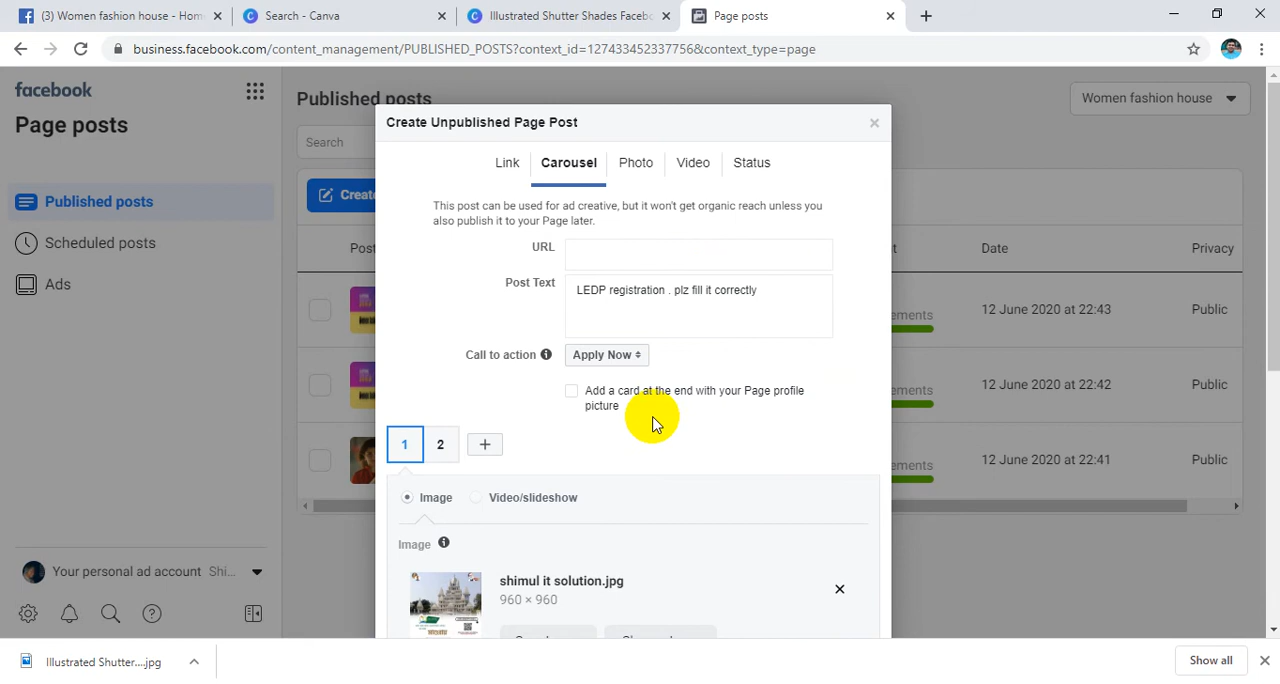 (3) Women fashion house - Hom
Search - Canva
Illustrated Shutter Shades Facebo
Page posts
business.facebook.com/content_management/PUBLISHED_POSTS?context_id=127433452337756&context_type=page
facebook
Page posts
Published posts
Scheduled posts
Ads
Your personal ad account Shi...
Published posts
Women fashion house
Search
Create
Post
Date
Privacy
ements
12 June 2020 at 22:43
Public
ements
12 June 2020 at 22:42
Public
ements
12 June 2020 at 22:41
Public
Create Unpublished Page Post
Link
Carousel
Photo
Video
Status
This post can be used for ad creative, but it won't get organic reach unless you
also publish it to your Page later.
URL
Post Text
LEDP registration . plz fill it correctly
Call to action
Apply Now
Add a card at the end with your Page profile
picture
1
2
+
Image
Video/slideshow
Image
shimul it solution.jpg
960 × 960
Illustrated Shutter....jpg
Show all